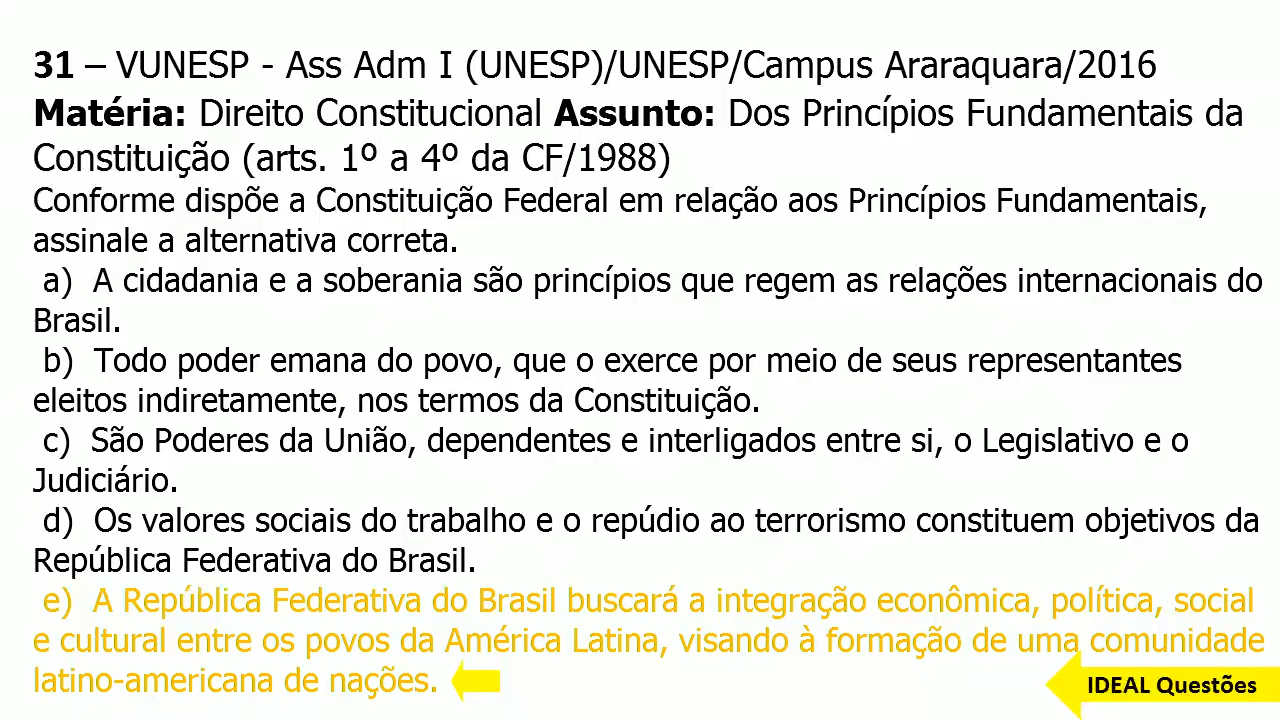 31 – VUNESP - Ass Adm I (UNESP)/UNESP/Campus Araraquara/2016
Matéria: Direito Constitucional Assunto: Dos Princípios Fundamentais da
Constituição (arts. 1º a 4º da CF/1988)
Conforme dispõe a Constituição Federal em relação aos Princípios Fundamentais,
assinale a alternativa correta.
a) A cidadania e a soberania são princípios que regem as relações internacionais do
Brasil.
b) Todo poder emana do povo, que o exerce por meio de seus representantes
eleitos indiretamente, nos termos da Constituição.
c) São Poderes da União, dependentes e interligados entre si, o Legislativo e o
Judiciário.
d) Os valores sociais do trabalho e o repúdio ao terrorismo constituem objetivos da
República Federativa do Brasil.
e) A República Federativa do Brasil buscará a integração econômica, política, social
e cultural entre os povos da América Latina, visando à formação de uma comunidade
latino-americana de nações.
IDEAL Questões